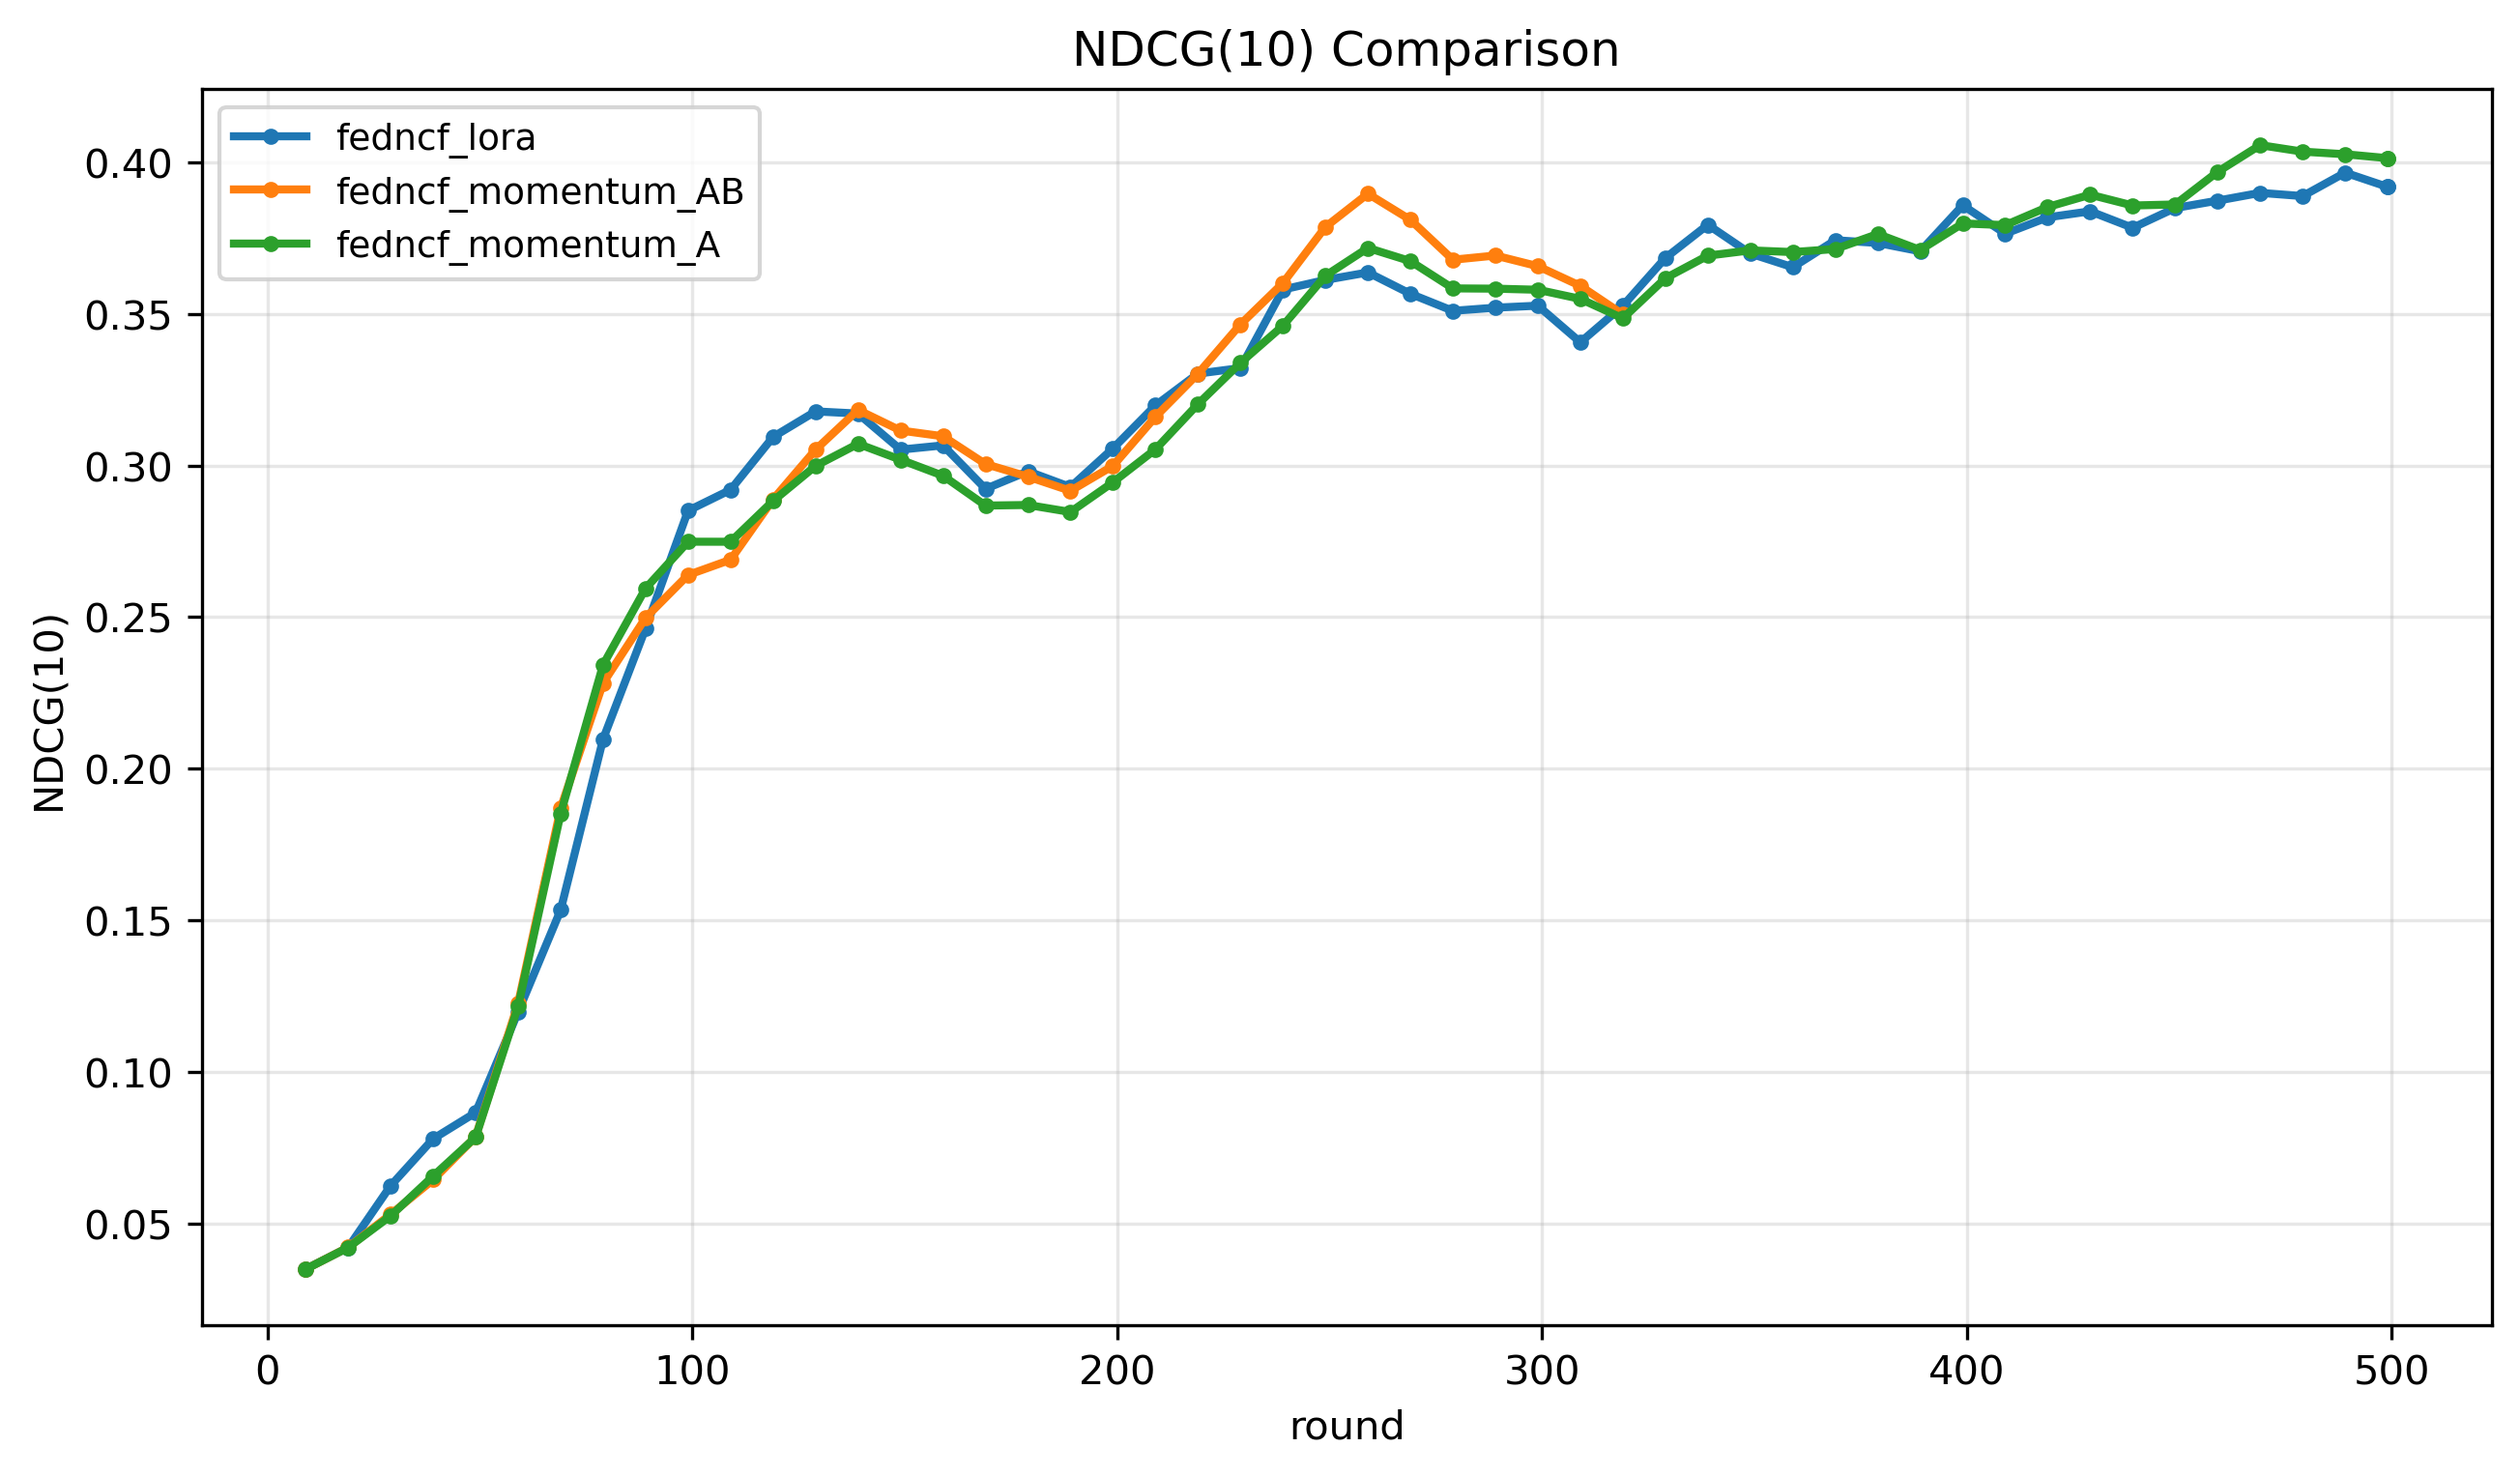 NDCG(10) Comparison
fedncf_lora
fedncf_momentum_AB
fedncf_momentum_A
NDCG(10)
0.40
0.35
0.30
0.25
0.20
0.15
0.10
0.05
0 100 200 300 400 500
round